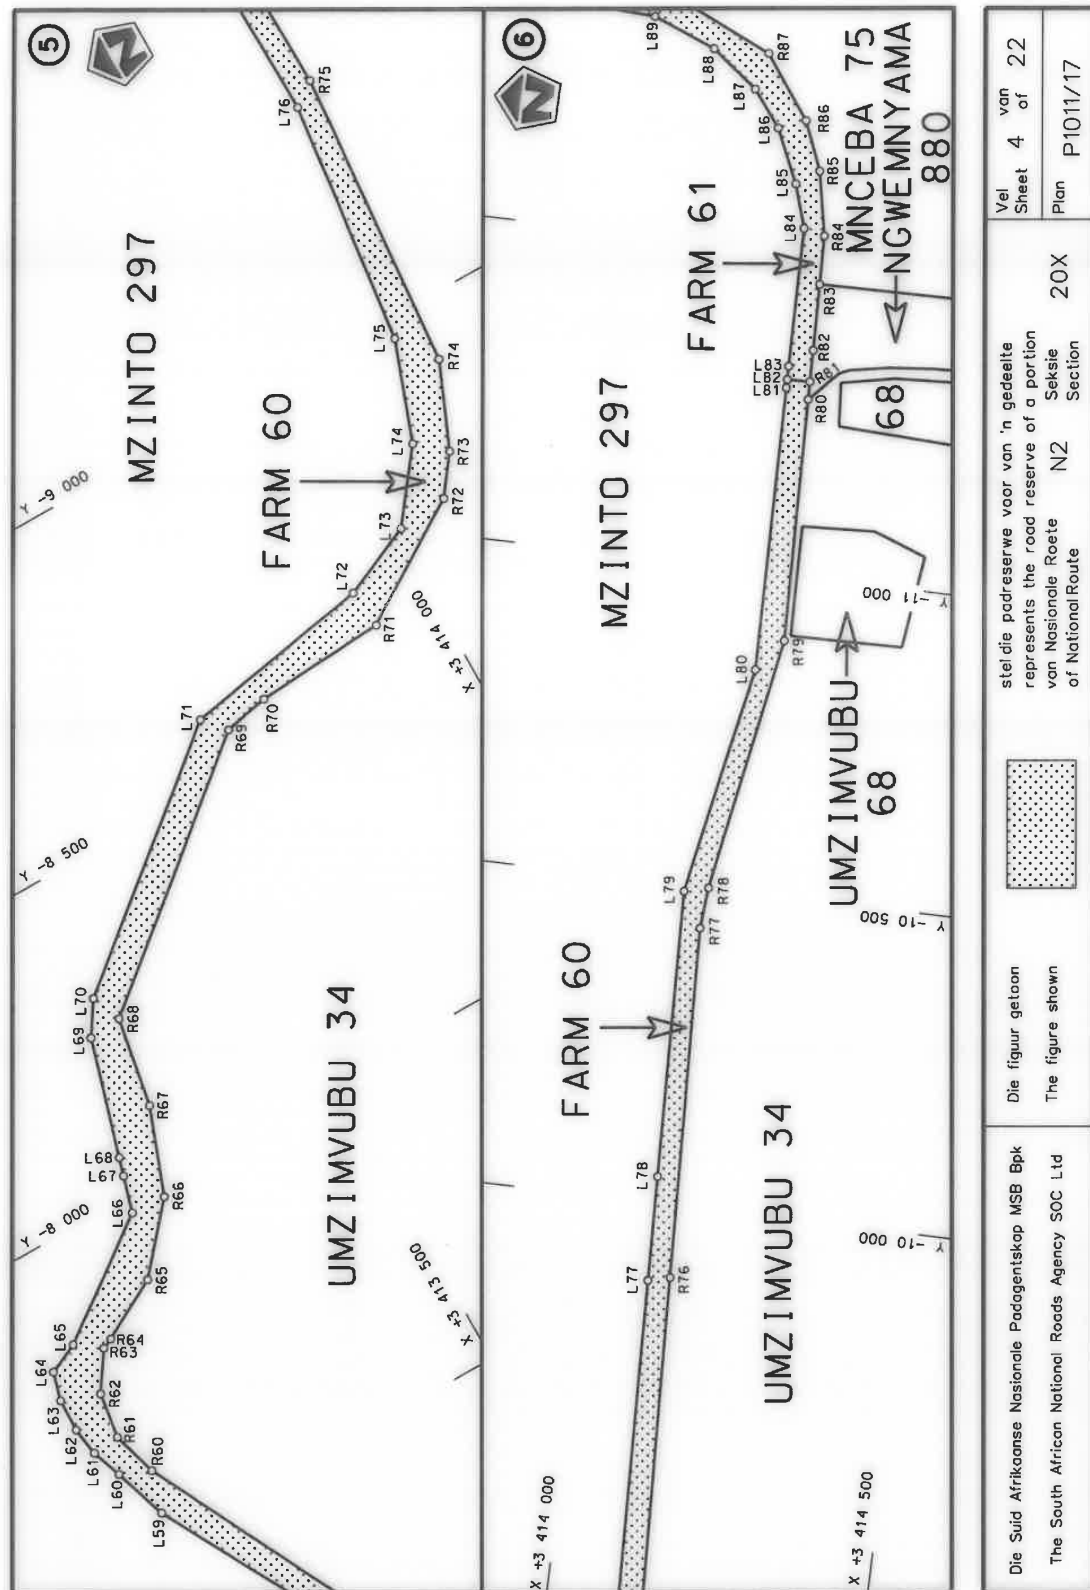 5
N
L59
L60
L61
L62
L63
L64
L65
L66
L67
L68
L69
L70
L71
L72
L73
L74
L75
L76
R60
R61
R62
R63
R64
R65
R66
R67
R68
R69
R70
R71
R72
R73
R74
R75
MZINTO 297
FARM 60
UMZIMVUBU 34
Y -8 000
Y -8 500
Y -9 000
X +3 413 500
X +3 414 000
6
N
L77
L78
L79
L80
L81
L82
L83
L84
L85
L86
L87
L88
L89
R76
R77
R78
R79
R80
R81
R82
R83
R84
R85
R86
R87
FARM 60
MZINTO 297
FARM 61
UMZIMVUBU 34
UMZIMVUBU
68
68
MNCEBA 75
NGWEMNYAMA
880
X +3 414 000
X +3 414 500
Y -10 000
Y -10 500
Y -11 000
Die Suid Afrikaanse Nasionale Padagentskap MSB Bpk
The South African National Roads Agency SOC Ltd
Die figuur getoon
The figure shown
stel die padreserwe voor van 'n gedeelte
represents the road reserve of a portion
van Nasionale Roete N2 Seksie 20X
of National Route Section
Vel 4 van 22
Sheet of
Plan P1011/17